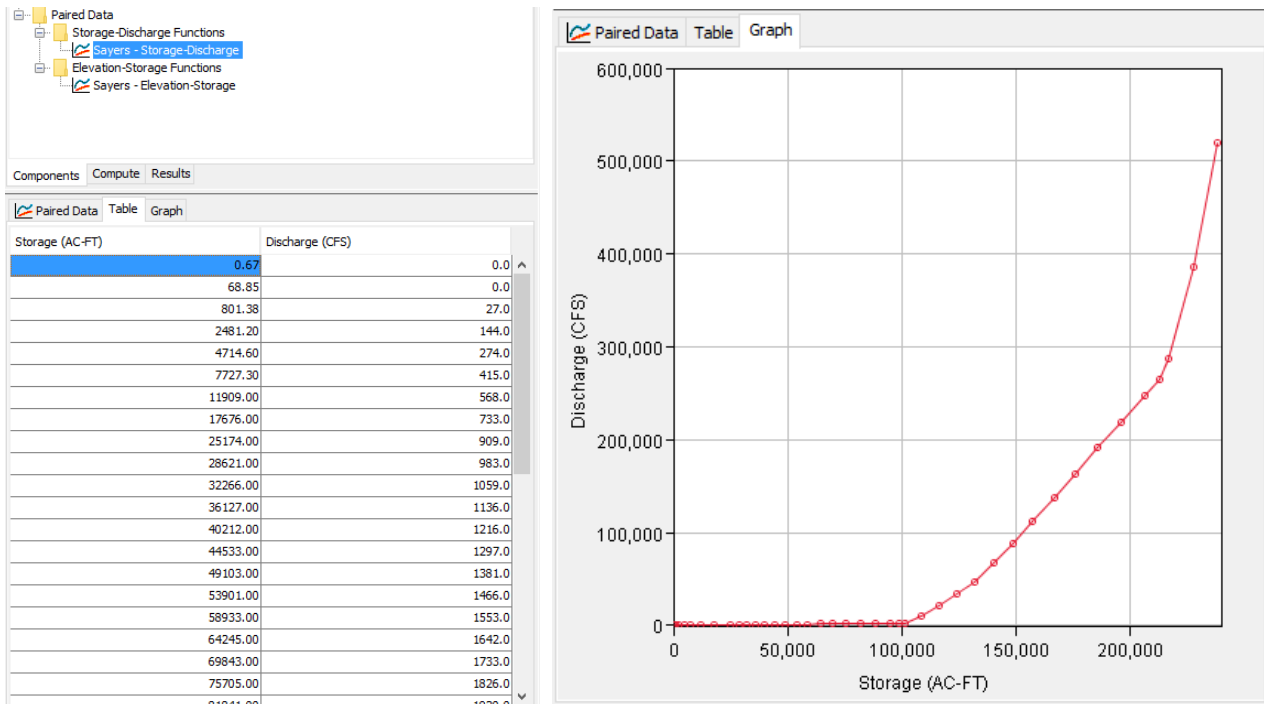 Paired Data
Storage-Discharge Functions
Sayers - Storage-Discharge
Elevation-Storage Functions
Sayers - Elevation-Storage
Components Compute Results
Paired Data Table Graph
Storage (AC-FT) Discharge (CFS)
0.67 0.0
68.85 0.0
801.38 27.0
2481.20 144.0
4714.60 274.0
7727.30 415.0
11909.00 568.0
17676.00 733.0
25174.00 909.0
28621.00 983.0
32266.00 1059.0
36127.00 1136.0
40212.00 1216.0
44533.00 1297.0
49103.00 1381.0
53901.00 1466.0
58933.00 1553.0
64245.00 1642.0
69843.00 1733.0
75705.00 1826.0
Paired Data Table Graph
600,000
500,000
400,000
300,000
200,000
100,000
0
Discharge (CFS)
0 50,000 100,000 150,000 200,000
Storage (AC-FT)